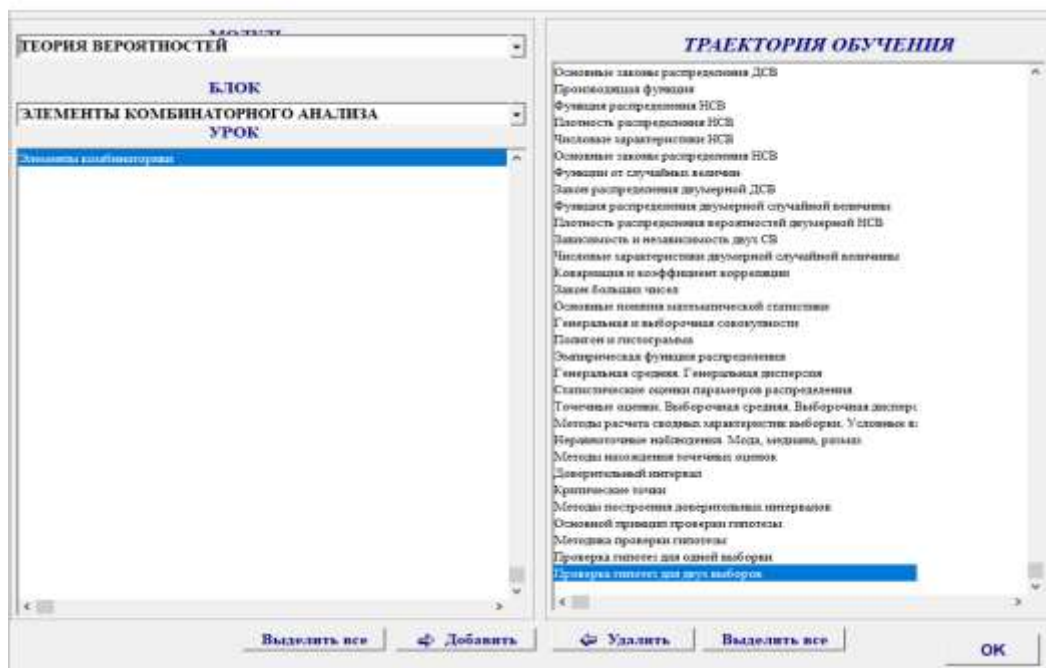 МОДУЛЬ
ТЕОРИЯ ВЕРОЯТНОСТЕЙ
БЛОК
ЭЛЕМЕНТЫ КОМБИНАТОРНОГО АНАЛИЗА
УРОК
Элементы комбинаторики
Выделить все
Добавить
ТРАЕКТОРИЯ ОБУЧЕНИЯ
Основные законы распределения ДСВ
Производящая функция
Функция распределения НСВ
Плотность распределения НСВ
Числовые характеристики НСВ
Основные законы распределения НСВ
Функции от случайных величин
Закон распределения двумерной ДСВ
Функция распределения двумерной случайной величины
Плотность распределения вероятностей двумерной НСВ
Зависимость и независимость двух СВ
Числовые характеристики двумерной случайной величины
Ковариация и коэффициент корреляции
Закон больших чисел
Основные понятия математической статистики
Генеральная и выборочная совокупности
Полигон и гистограмма
Эмпирическая функция распределения
Генеральная средняя. Генеральная дисперсия
Статистические оценки параметров распределения
Точечные оценки. Выборочная средняя. Выборочная дисперс
Методы расчета сводных характеристик выборки. Условные в
Неравноточные наблюдения. Мода, медиана, размах
Методы нахождения точечных оценок
Доверительный интервал
Критические точки
Методы построения доверительных интервалов
Основной принцип проверки гипотезы
Методика проверки гипотезы
Проверка гипотез для одной выборки
Проверка гипотез для двух выборок
Удалить
Выделить все
OK